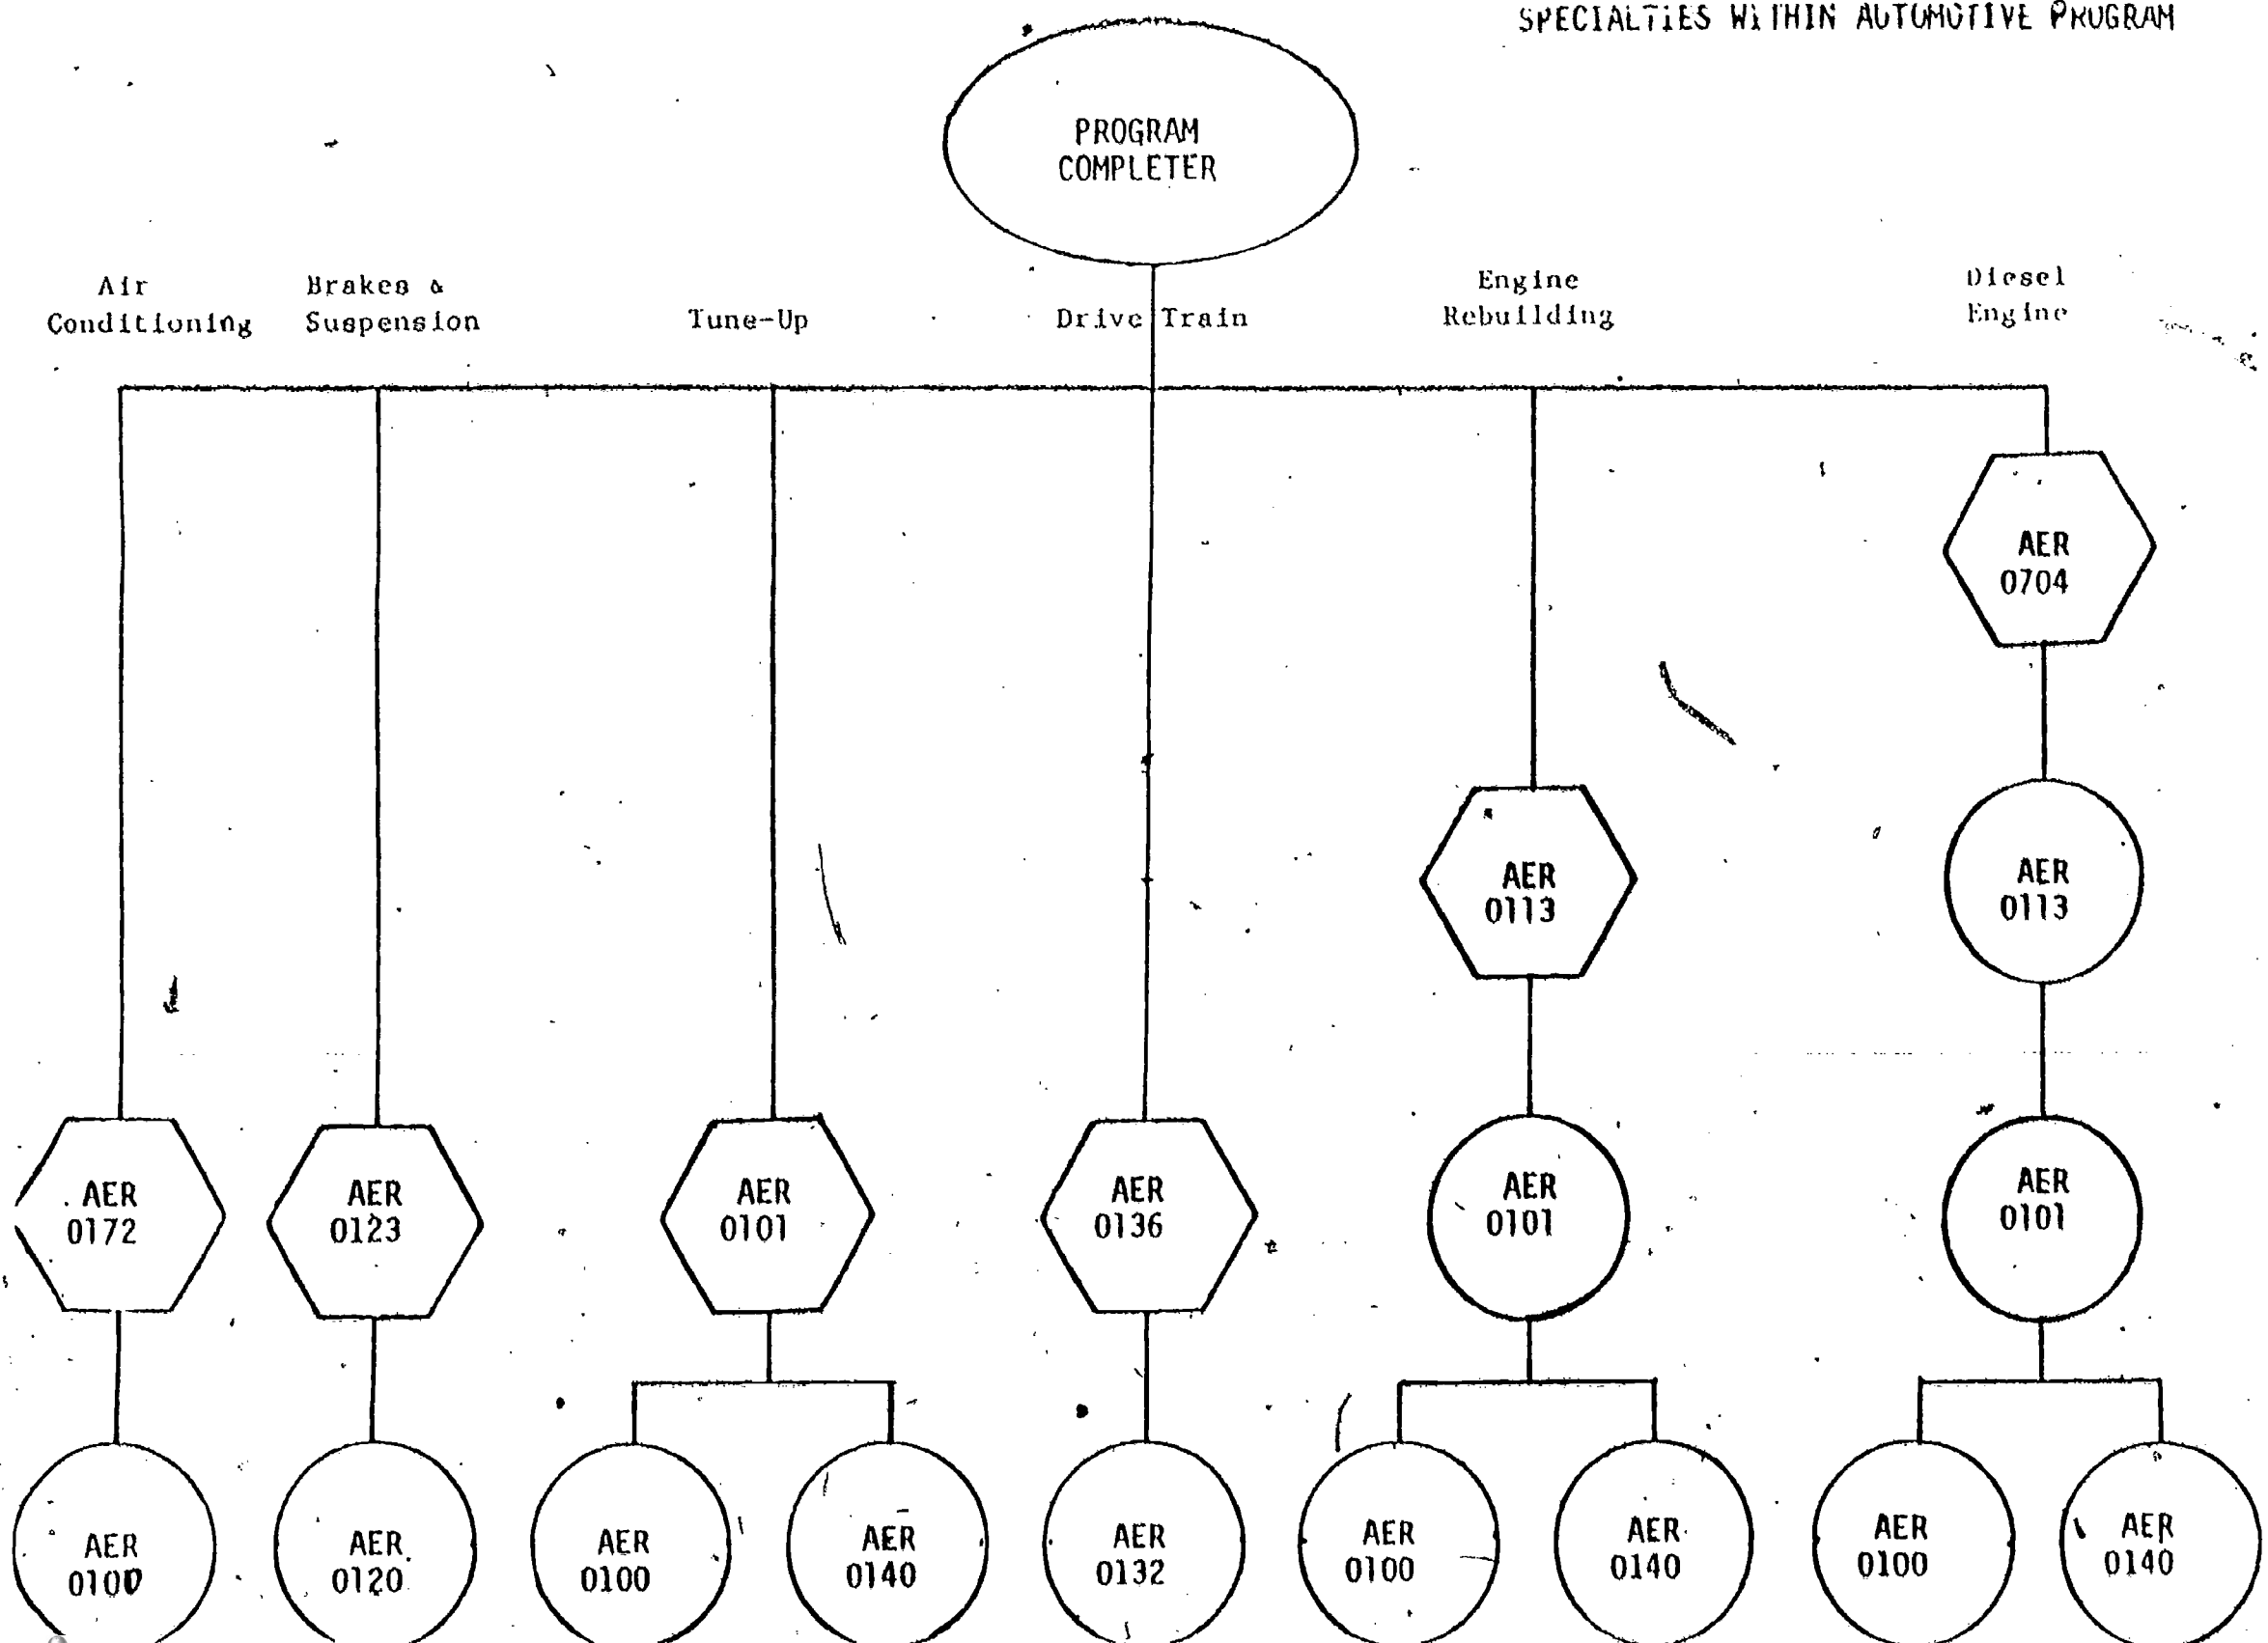 SPECIALTIES WITHIN AUTOMOTIVE PROGRAM
PROGRAM
COMPLETER
Air
Conditioning
Brakes &
Suspension
Tune-Up
Drive Train
Engine
Rebuilding
Diesel
Engine
AER
0704
AER
0113
AER
0113
AER
0172
AER
0123
AER
0101
AER
0136
AER
0101
AER
0101
AER
0100
AER
0120
AER
0100
AER
0140
AER
0132
AER
0100
AER
0140
AER
0100
AER
0140